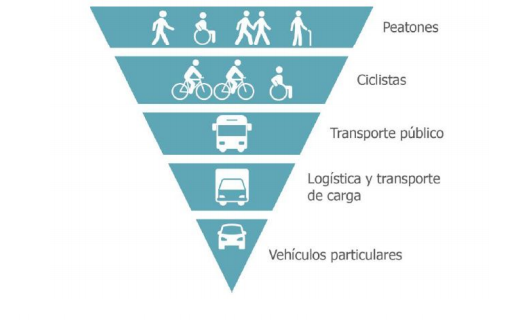 Peatones
Ciclistas
Transporte público
Logística y transporte
de carga
Vehículos particulares